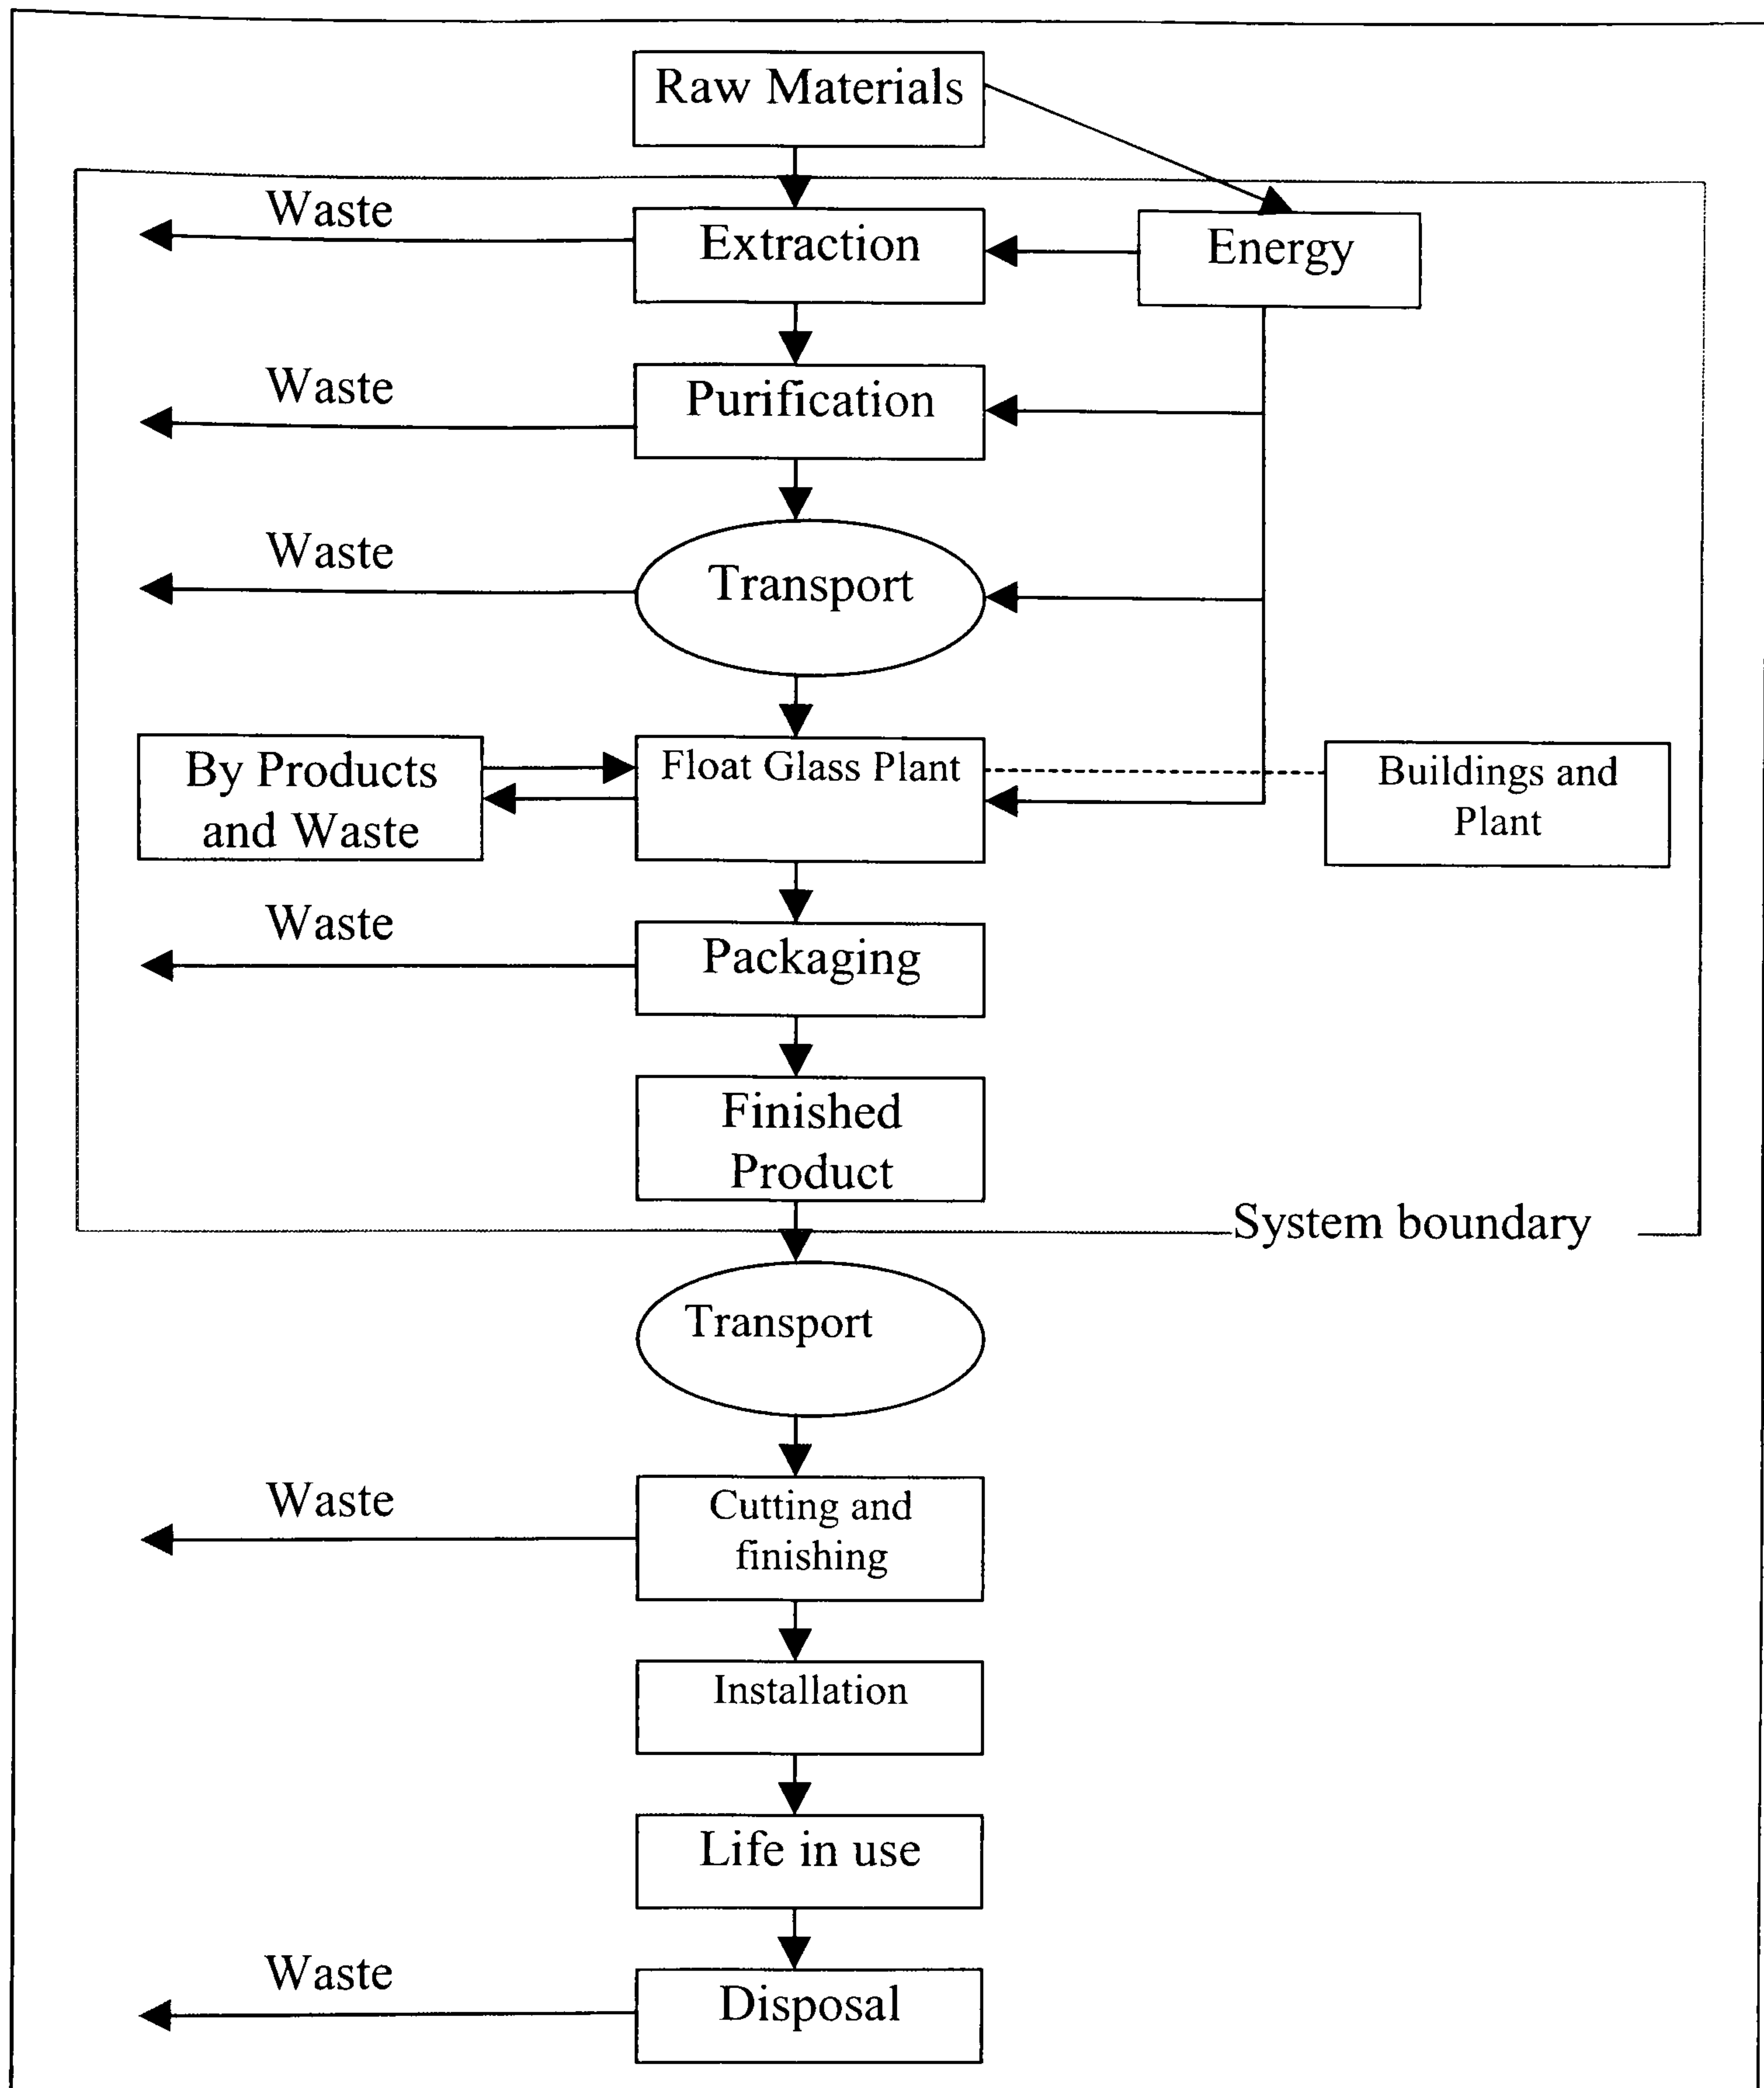 Raw Materials
Waste
Extraction
Energy
Waste
Purification
Waste
Transport
By Products
and Waste
Float Glass Plant
Buildings and
Plant
Waste
Packaging
Finished
Product
System boundary
Transport
Waste
Cutting and
finishing
Installation
Life in use
Waste
Disposal